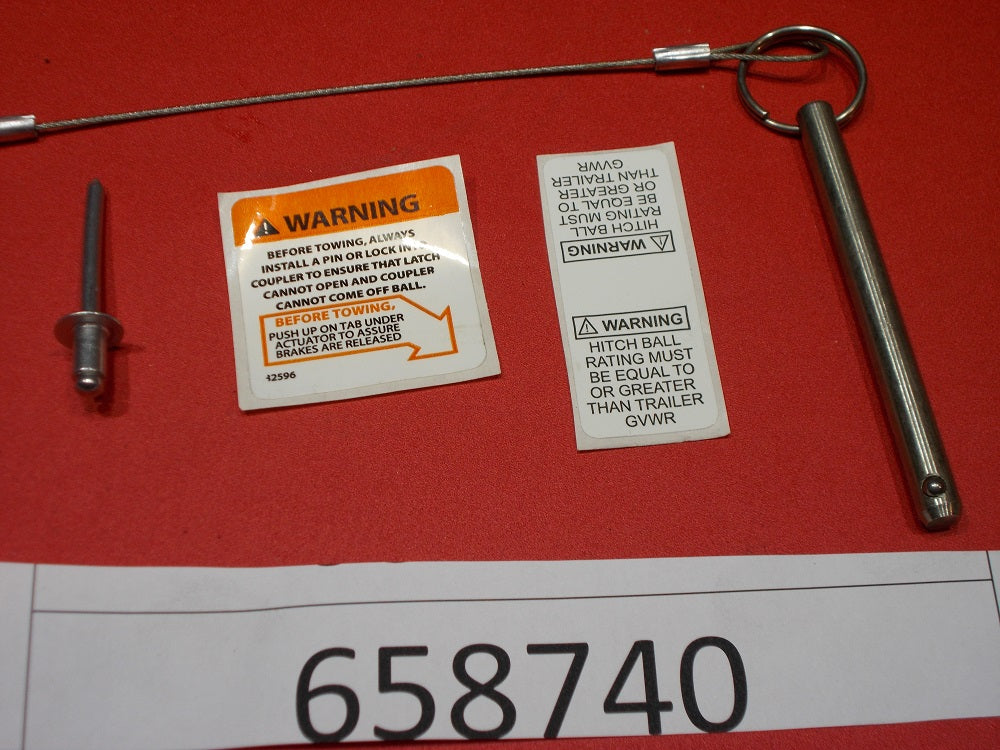 WARNING
BEFORE TOWING, ALWAYS
INSTALL A PIN OR LOCK INTO
COUPLER TO ENSURE THAT LATCH
CANNOT OPEN AND COUPLER
CANNOT COME OFF BALL.
BEFORE TOWING,
PUSH UP ON TAB UNDER
ACTUATOR TO ASSURE
BRAKES ARE RELEASED
42596
WARNING
HITCH BALL
RATING MUST
BE EQUAL TO
OR GREATER
THAN TRAILER
GVWR
WARNING
HITCH BALL
RATING MUST
BE EQUAL TO
OR GREATER
THAN TRAILER
GVWR
658740